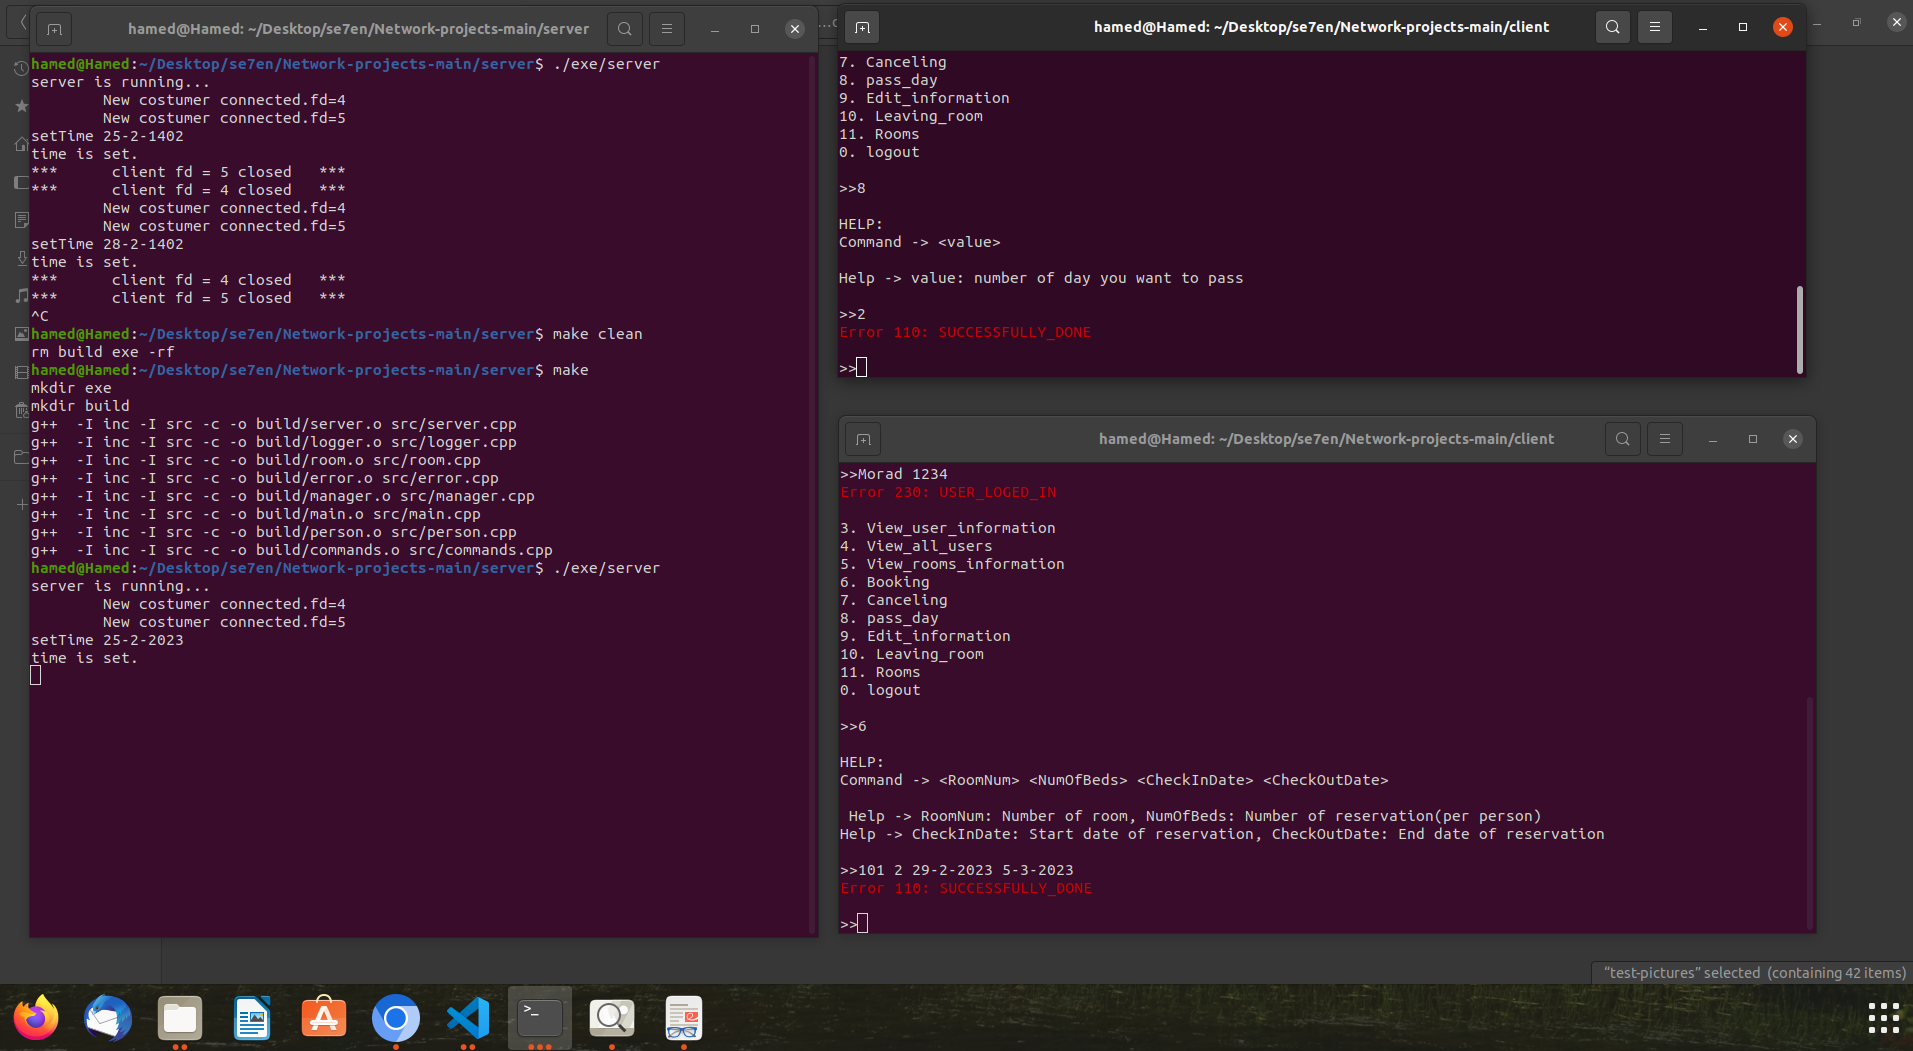 hamed@Hamed: ~/Desktop/se7en/Network-projects-main/server
hamed@Hamed:~/Desktop/se7en/Network-projects-main/server$ ./exe/server
server is running...
        New costumer connected.fd=4
        New costumer connected.fd=5
setTime 25-2-1402
time is set.
***      client fd = 5 closed   ***
***      client fd = 4 closed   ***
        New costumer connected.fd=4
        New costumer connected.fd=5
setTime 28-2-1402
time is set.
***      client fd = 4 closed   ***
***      client fd = 5 closed   ***
^C
hamed@Hamed:~/Desktop/se7en/Network-projects-main/server$ make clean
rm build exe -rf
hamed@Hamed:~/Desktop/se7en/Network-projects-main/server$ make
mkdir exe
mkdir build
g++  -I inc -I src -c -o build/server.o src/server.cpp
g++  -I inc -I src -c -o build/logger.o src/logger.cpp
g++  -I inc -I src -c -o build/room.o src/room.cpp
g++  -I inc -I src -c -o build/error.o src/error.cpp
g++  -I inc -I src -c -o build/manager.o src/manager.cpp
g++  -I inc -I src -c -o build/main.o src/main.cpp
g++  -I inc -I src -c -o build/person.o src/person.cpp
g++  -I inc -I src -c -o build/commands.o src/commands.cpp
hamed@Hamed:~/Desktop/se7en/Network-projects-main/server$ ./exe/server
server is running...
        New costumer connected.fd=4
        New costumer connected.fd=5
setTime 25-2-2023
time is set.
hamed@Hamed: ~/Desktop/se7en/Network-projects-main/client
7. Canceling
8. pass_day
9. Edit_information
10. Leaving_room
11. Rooms
0. logout
>>8
HELP:
Command -> <value>
Help -> value: number of day you want to pass
>>2
Error 110: SUCCESSFULLY_DONE
>>
hamed@Hamed: ~/Desktop/se7en/Network-projects-main/client
>>Morad 1234
Error 230: USER_LOGED_IN
3. View_user_information
4. View_all_users
5. View_rooms_information
6. Booking
7. Canceling
8. pass_day
9. Edit_information
10. Leaving_room
11. Rooms
0. logout
>>6
HELP:
Command -> <RoomNum> <NumOfBeds> <CheckInDate> <CheckOutDate>
 Help -> RoomNum: Number of room, NumOfBeds: Number of reservation(per person)
Help -> CheckInDate: Start date of reservation, CheckOutDate: End date of reservation
>>101 2 29-2-2023 5-3-2023
Error 110: SUCCESSFULLY_DONE
>>
“test-pictures” selected  (containing 42 items)